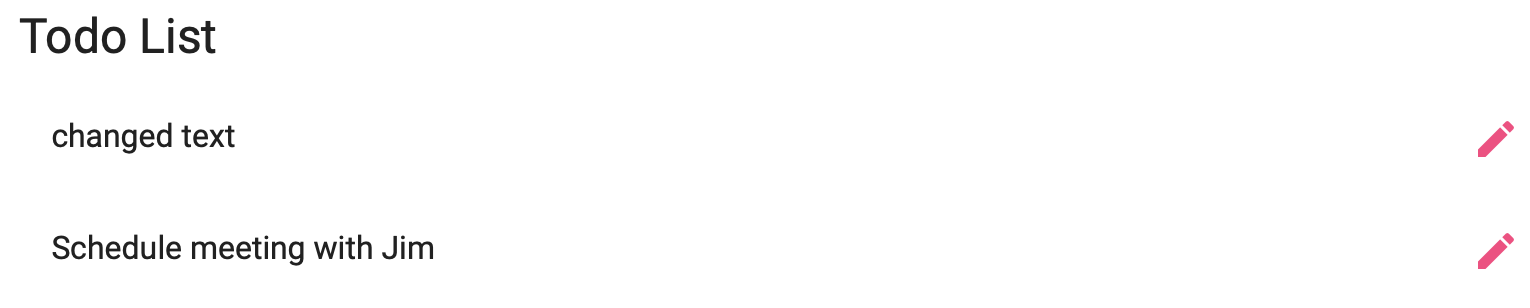 Todo List
changed text
Schedule meeting with Jim